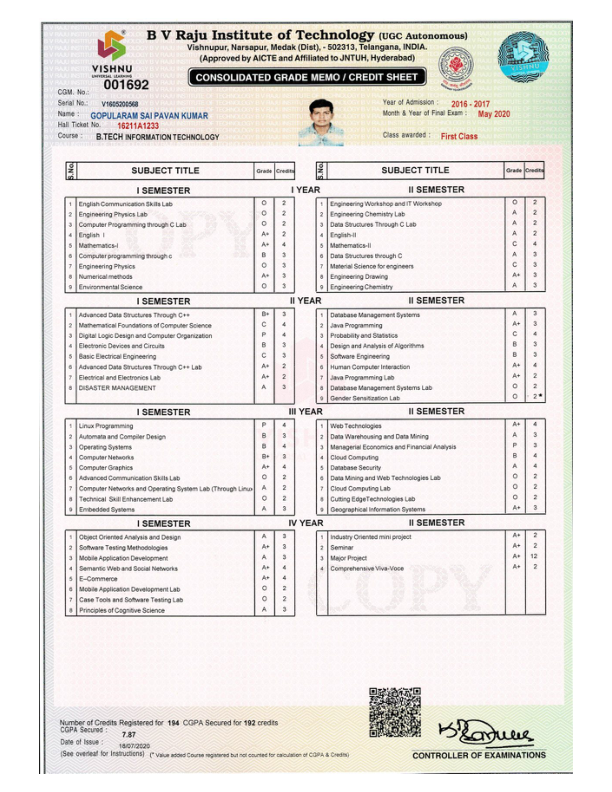 B V Raju Institute of Technology (UGC Autonomous)
Vishnupur, Narsapur, Medak (Dist), - 502313, Telangana, INDIA.
(Approved by AICTE and Affiliated to JNTUH, Hyderabad)
VISHNU
UNIVERSAL LEARNING
CONSOLIDATED GRADE MEMO / CREDIT SHEET
CGM. No.: 001692
Serial No.: V1605200568
Name : GOPULARAM SAI PAVAN KUMAR
Hall Ticket No. 16211A1233
Course : B.TECH INFORMATION TECHNOLOGY
Year of Admission : 2016 - 2017
Month & Year of Final Exam : May 2020
Class awarded : First Class
S.No. SUBJECT TITLE Grade Credits S.No. SUBJECT TITLE Grade Credits
I SEMESTER I YEAR II SEMESTER
1 English Communication Skills Lab O 2
2 Engineering Physics Lab O 2
3 Computer Programming through C Lab O 2
4 English I A+ 2
5 Mathematics-I A+ 4
6 Computer programming through c B 3
7 Engineering Physics O 3
8 Numerical methods A+ 3
9 Environmental Science O 3
1 Engineering Workshop and IT Workshop O 2
2 Engineering Chemistry Lab A 2
3 Data Structures Through C Lab A 2
4 English-II A 2
5 Mathematics-II C 4
6 Data Structures through C A 3
7 Material Science for engineers C 3
8 Engineering Drawing A+ 3
9 Engineering Chemistry A 3
I SEMESTER II YEAR II SEMESTER
1 Advanced Data Structures Through C++ B+ 3
2 Mathematical Foundations of Computer Science C 4
3 Digital Logic Design and Computer Organization P 4
4 Electronic Devices and Circuits B 3
5 Basic Electrical Engineering C 3
6 Advanced Data Structures Through C++ Lab A+ 2
7 Electrical and Electronics Lab A+ 2
8 DISASTER MANAGEMENT A 3
1 Database Management Systems A 3
2 Java Programming A+ 3
3 Probability and Statistics C 4
4 Design and Analysis of Algorithms B 3
5 Software Engineering B 3
6 Human Computer Interaction A+ 4
7 Java Programming Lab A+ 2
8 Database Management Systems Lab O 2
9 Gender Sensitization Lab O 2*
I SEMESTER III YEAR II SEMESTER
1 Linux Programming P 4
2 Automata and Compiler Design B 3
3 Operating Systems B 4
4 Computer Networks B+ 3
5 Computer Graphics A+ 4
6 Advanced Communication Skills Lab O 2
7 Computer Networks and Operating System Lab (Through Linux A 2
8 Technical Skill Enhancement Lab O 2
9 Embedded Systems A 3
1 Web Technologies A+ 4
2 Data Warehousing and Data Mining A 3
3 Managerial Economics and Financial Analysis P 3
4 Cloud Computing B 4
5 Database Security A 4
6 Data Mining and Web Technologies Lab O 2
7 Cloud Computing Lab O 2
8 Cutting EdgeTechnologies Lab O 2
9 Geographical Information Systems A+ 3
I SEMESTER IV YEAR II SEMESTER
1 Object Oriented Analysis and Design A 3
2 Software Testing Methodologies A+ 3
3 Mobile Application Development A 3
4 Semantic Web and Social Networks A+ 4
5 E–Commerce A+ 4
6 Mobile Application Development Lab O 2
7 Case Tools and Software Testing Lab O 2
8 Principles of Cognitive Science A 3
1 Industry Oriented mini project A+ 2
2 Seminar A+ 2
3 Major Project A+ 12
4 Comprehensive Viva-Voce A+ 2
COPY
Number of Credits Registered for 194 CGPA Secured for 192 credits
CGPA Secured : 7.87
Date of Issue : 16/07/2020
(See overleaf for Instructions) (* Value added Course registered but not counted for calculation of CGPA & Credits)
CONTROLLER OF EXAMINATIONS